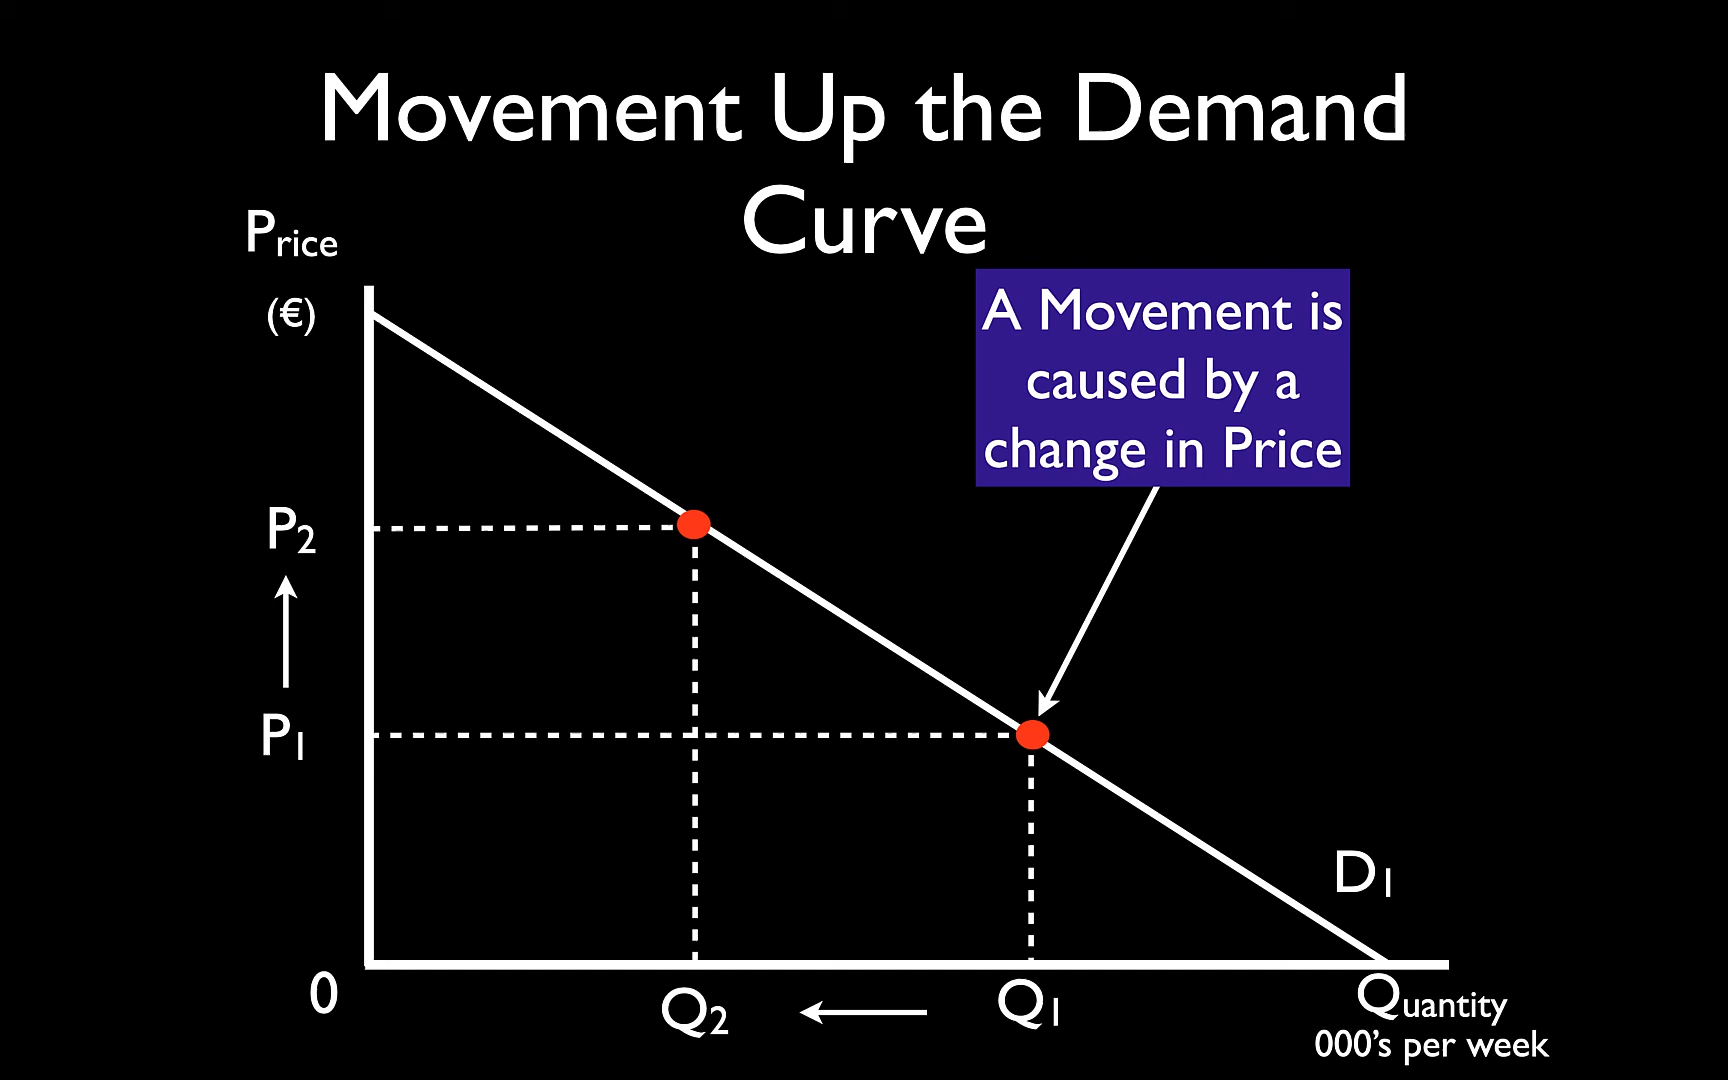 Movement Up the Demand
Curve
Price
(€)
A Movement is
caused by a
change in Price
P2
P1
D1
0
Q2
Q1
Quantity
000's per week